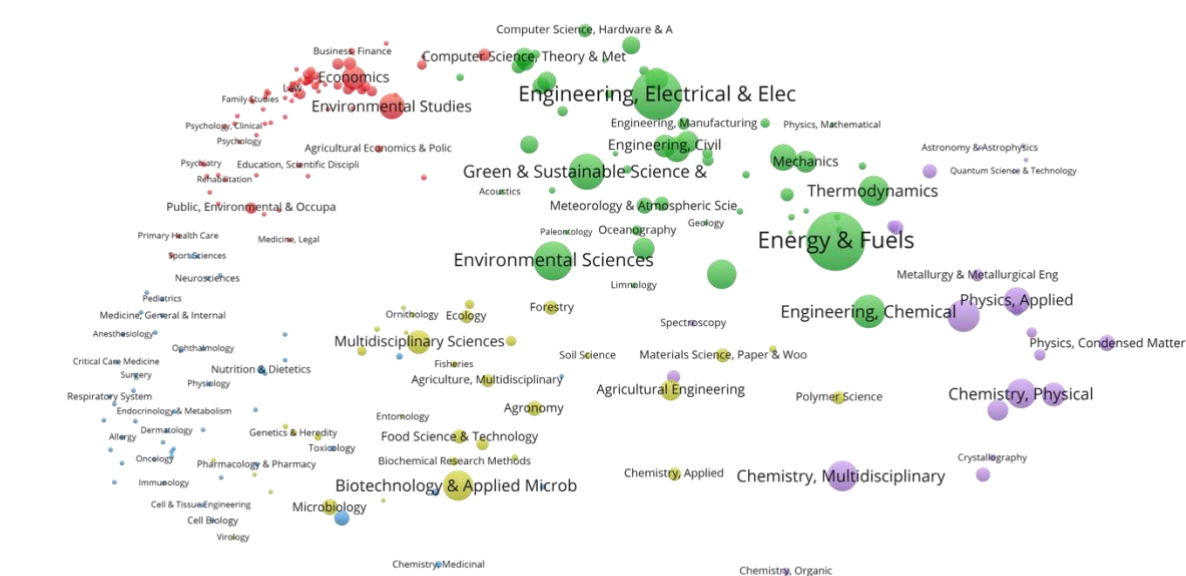 Computer Science, Hardware & A
Business, Finance
Computer Science, Theory & Met
Economics
Law
Engineering, Electrical & Elec
Family Studies
Environmental Studies
Psychology, Clinical
Engineering, Manufacturing
Physics, Mathematical
Psychology
Agricultural Economics & Polic
Engineering, Civil
Astronomy & Astrophysics
Psychiatry
Education, Scientific Discipli
Mechanics
Green & Sustainable Science &
Quantum Science & Technology
Rehabilitation
Acoustics
Thermodynamics
Public, Environmental & Occupa
Meteorology & Atmospheric Scie
Geology
Paleontology
Oceanography
Primary Health Care
Medicine, Legal
Energy & Fuels
Sport Sciences
Environmental Sciences
Neurosciences
Metallurgy & Metallurgical Eng
Limnology
Pediatrics
Physics, Applied
Forestry
Medicine, General & Internal
Ornithology
Ecology
Engineering, Chemical
Spectroscopy
Anesthesiology
Multidisciplinary Sciences
Physics, Condensed Matter
Ophthalmology
Soil Science
Materials Science, Paper & Woo
Critical Care Medicine
Fisheries
Nutrition & Dietetics
Surgery
Agriculture, Multidisciplinary
Physiology
Agricultural Engineering
Chemistry, Physical
Respiratory System
Polymer Science
Endocrinology & Metabolism
Agronomy
Entomology
Dermatology
Genetics & Heredity
Allergy
Food Science & Technology
Toxicology
Oncology
Biochemical Research Methods
Crystallography
Pharmacology & Pharmacy
Chemistry, Applied
Chemistry, Multidisciplinary
Immunology
Biotechnology & Applied Microb
Cell & Tissue Engineering
Microbiology
Cell Biology
Virology
Chemistry, Medicinal
Chemistry, Organic